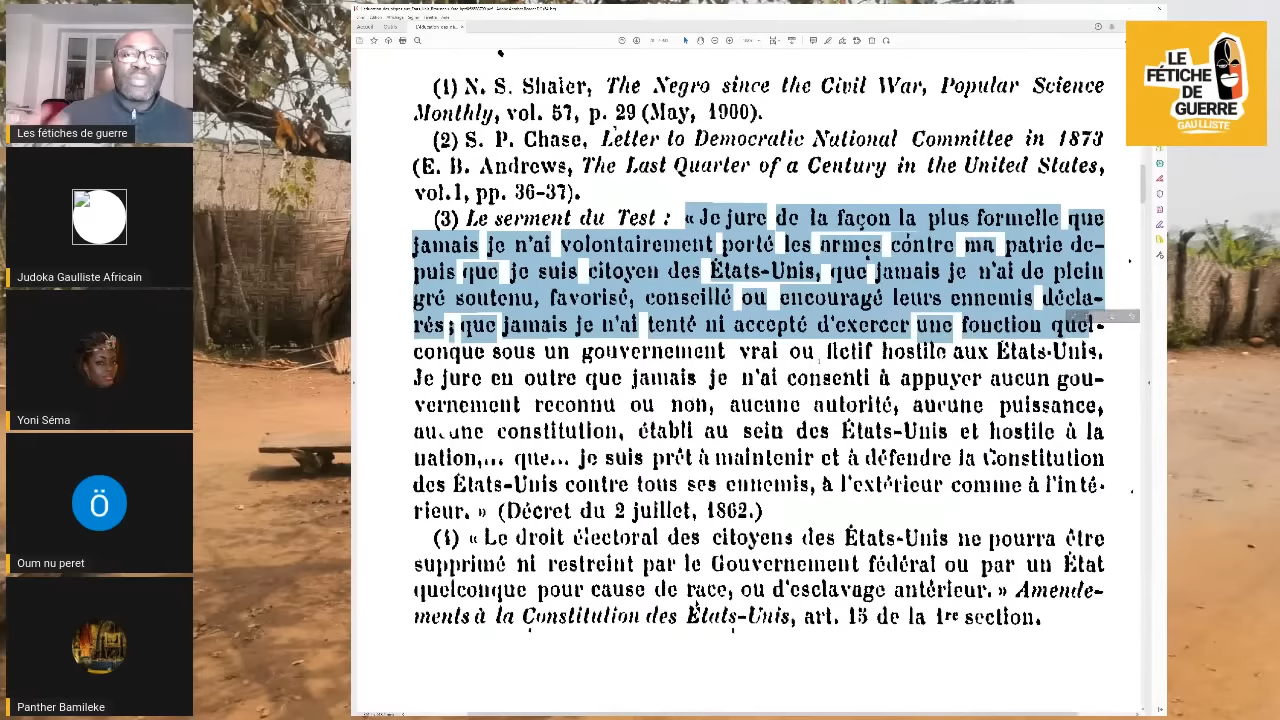 Les fétiches de guerre
Judoka Gaulliste Africain
Yoni Séma
Ö
Oum nu peret
Panther Bamileke
Accueil Outils
(1) N. S. Shaler, The Negro since the Civil War, Popular Science
Monthly, vol. 57, p. 29 (May, 1900).
(2) S. P. Chase, Letter to Democratic National Committee in 1873
(E. B. Andrews, The Last Quarter of a Century in the United States,
vol. I, pp. 36-37).
(3) Le serment du Test : « Je jure de la façon la plus formelle que
jamais je n'ai volontairement porté les armes contre ma patrie de-
puis que je suis citoyen des États-Unis, que jamais je n'ai de plein
gré soutenu, favorisé, conseillé ou encouragé leurs ennemis décla-
rés ; que jamais je n'ai tenté ni accepté d'exercer une fonction quel-
conque sous un gouvernement vrai ou fictif hostile aux États-Unis.
Je jure en outre que jamais je n'ai consenti à appuyer aucun gou-
vernement reconnu ou non, aucune autorité, aucune puissance,
aucune constitution, établi au sein des États-Unis et hostile à la
nation,... que... je suis prêt à maintenir et à défendre la Constitution
des États-Unis contre tous ses ennemis, à l'extérieur comme à l'inté-
rieur. » (Décret du 2 juillet, 1862.)
(4) « Le droit électoral des citoyens des États-Unis ne pourra être
supprimé ni restreint par le Gouvernement fédéral ou par un État
quelconque pour cause de race, ou d'esclavage antérieur. » Amende-
ments à la Constitution des États-Unis, art. 15 de la 1re section.
LE
FÉTICHE
DE
GUERRE
GAULLISTE